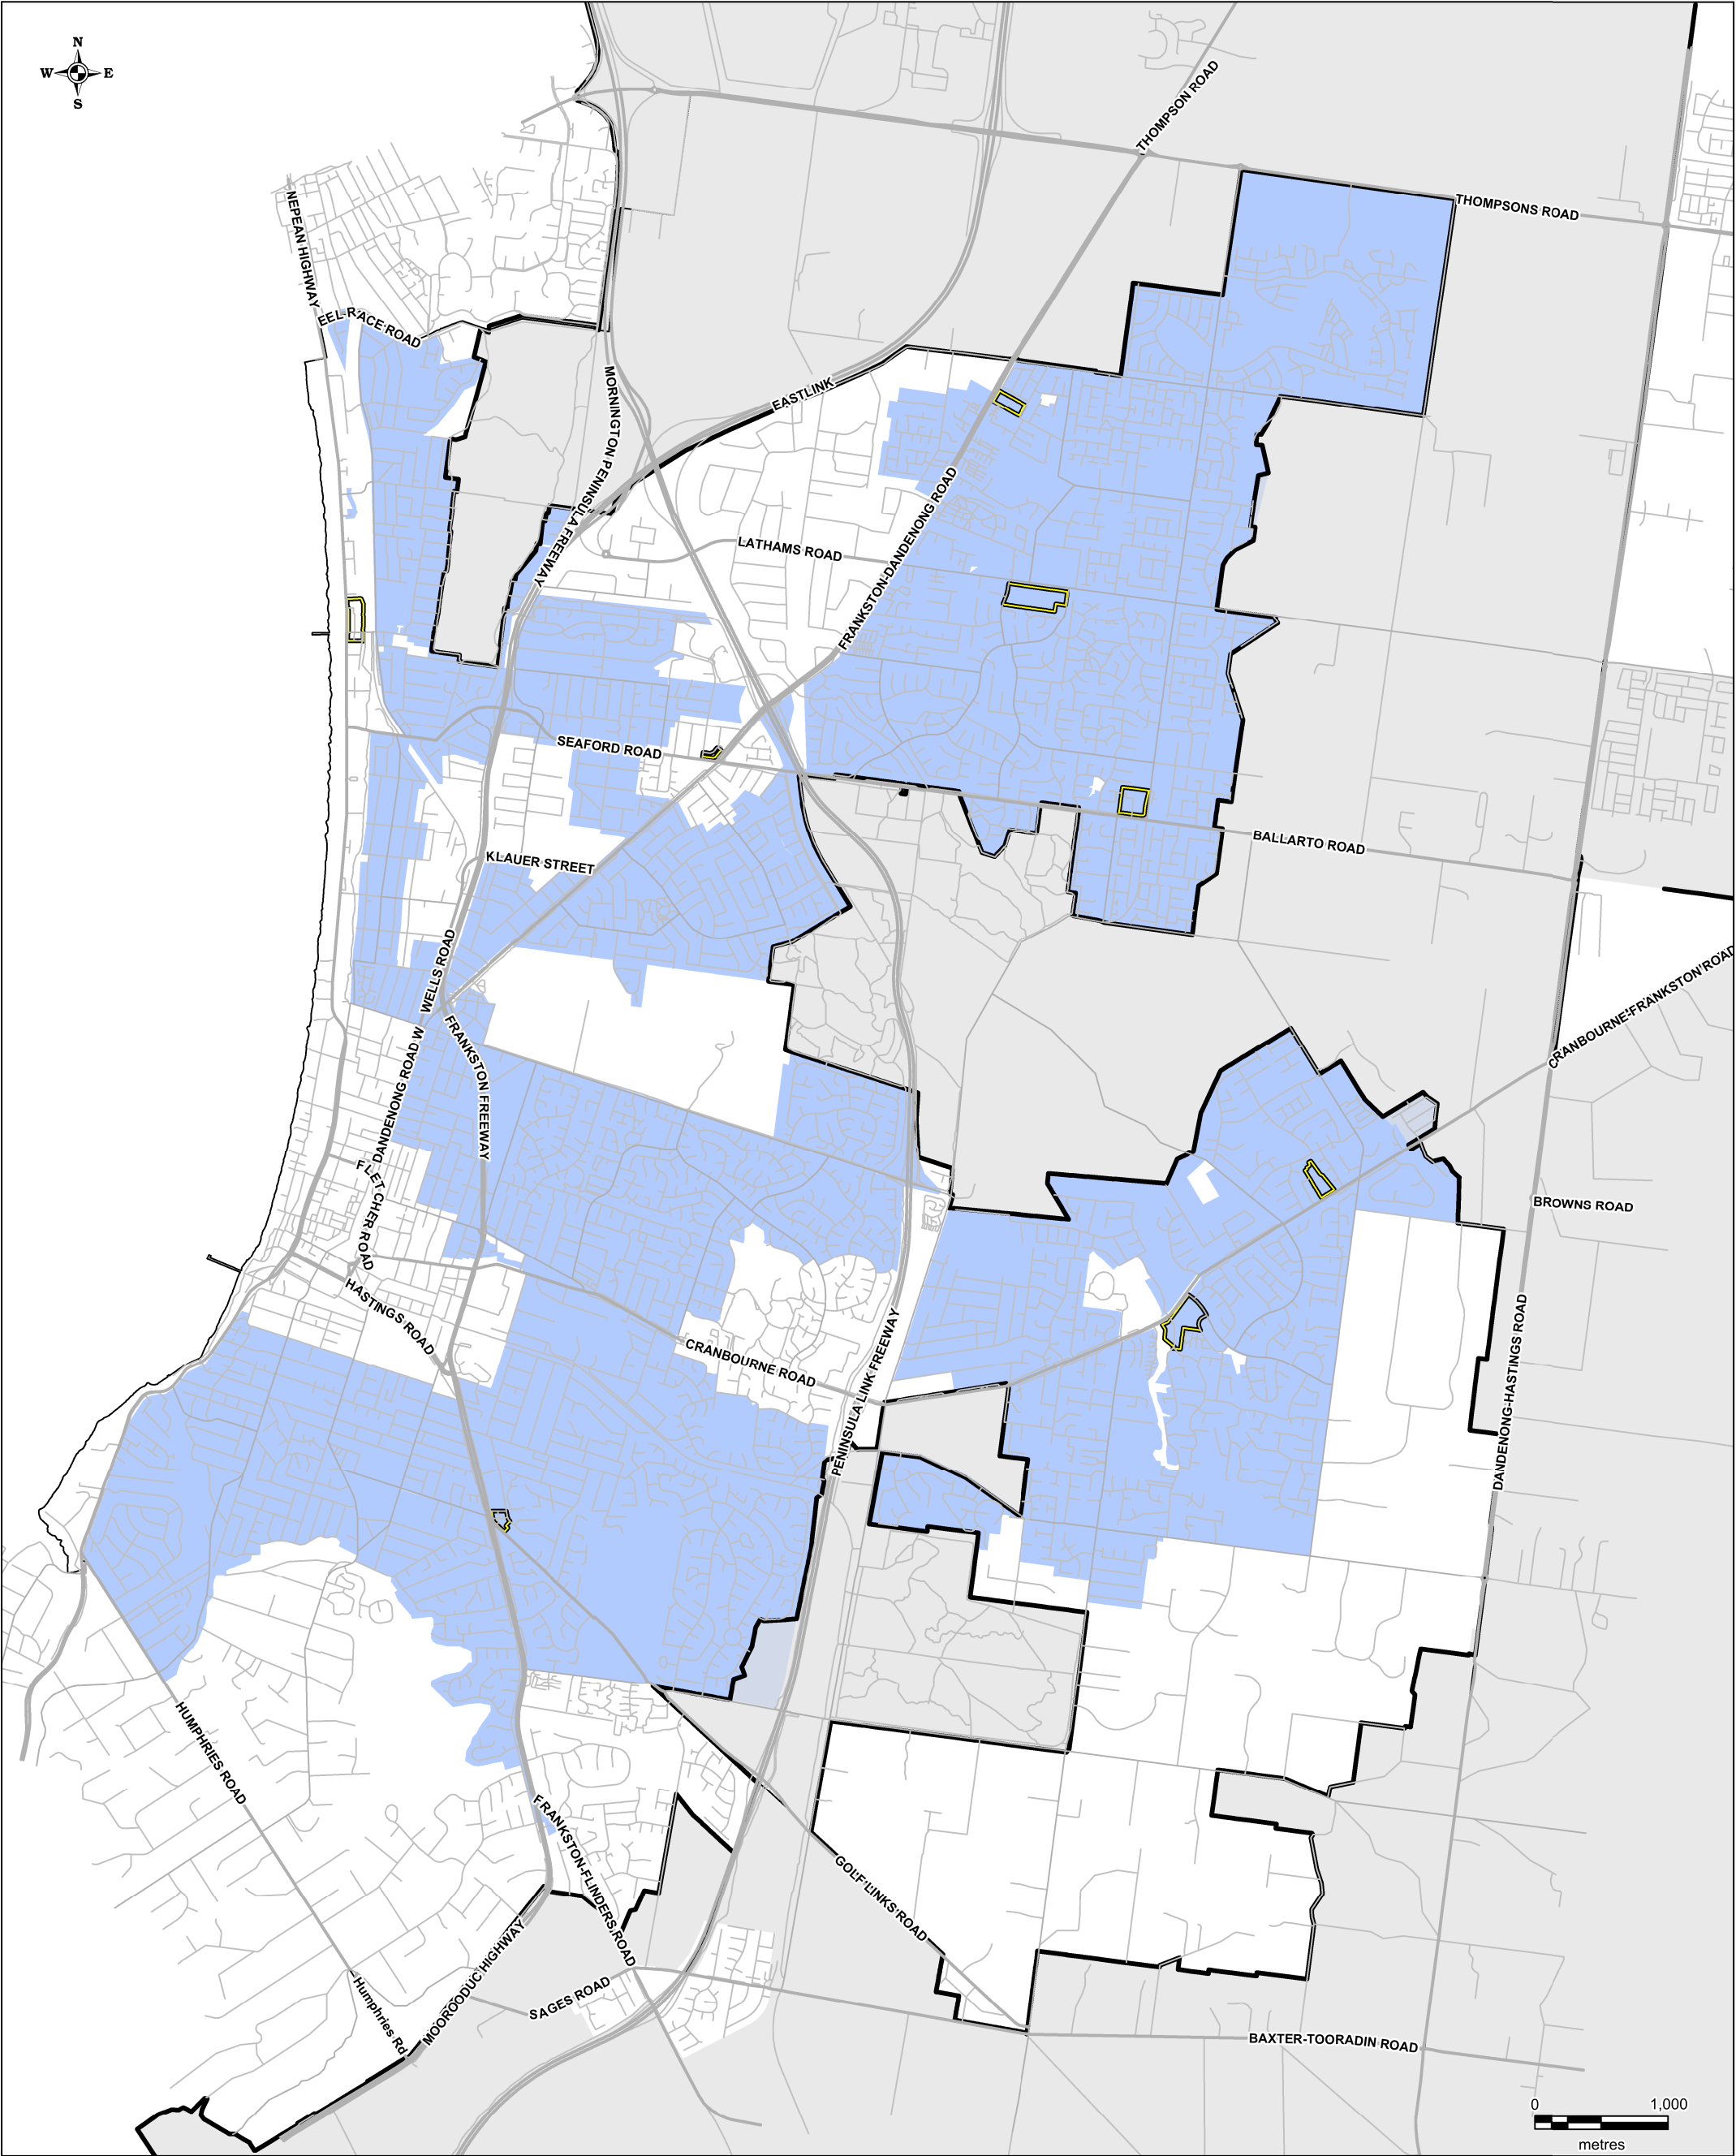 N
W E
S
THOMPSON ROAD
THOMPSONS ROAD
NEPEAN HIGHWAY
EEL RACE ROAD
MORNINGTON PENINSULA FREEWAY
EASTLINK
LATHAMS ROAD
FRANKSTON-DANDENONG ROAD
SEAFORD ROAD
KLAUER STREET
BALLARTO ROAD
WELLS ROAD
CRANBOURNE-FRANKSTON ROAD
DANDENONG ROAD W
FRANKSTON FREEWAY
FLETCHER ROAD
BROWNS ROAD
HASTINGS ROAD
CRANBOURNE ROAD
PENINSULA LINK FREEWAY
DANDENONG-HASTINGS ROAD
HUMPHRIES ROAD
FRANKSTON-FLINDERS ROAD
GOLF LINKS ROAD
MOOROODUC HIGHWAY
Humphries Rd
SAGES ROAD
BAXTER-TOORADIN ROAD
0 1,000
metres